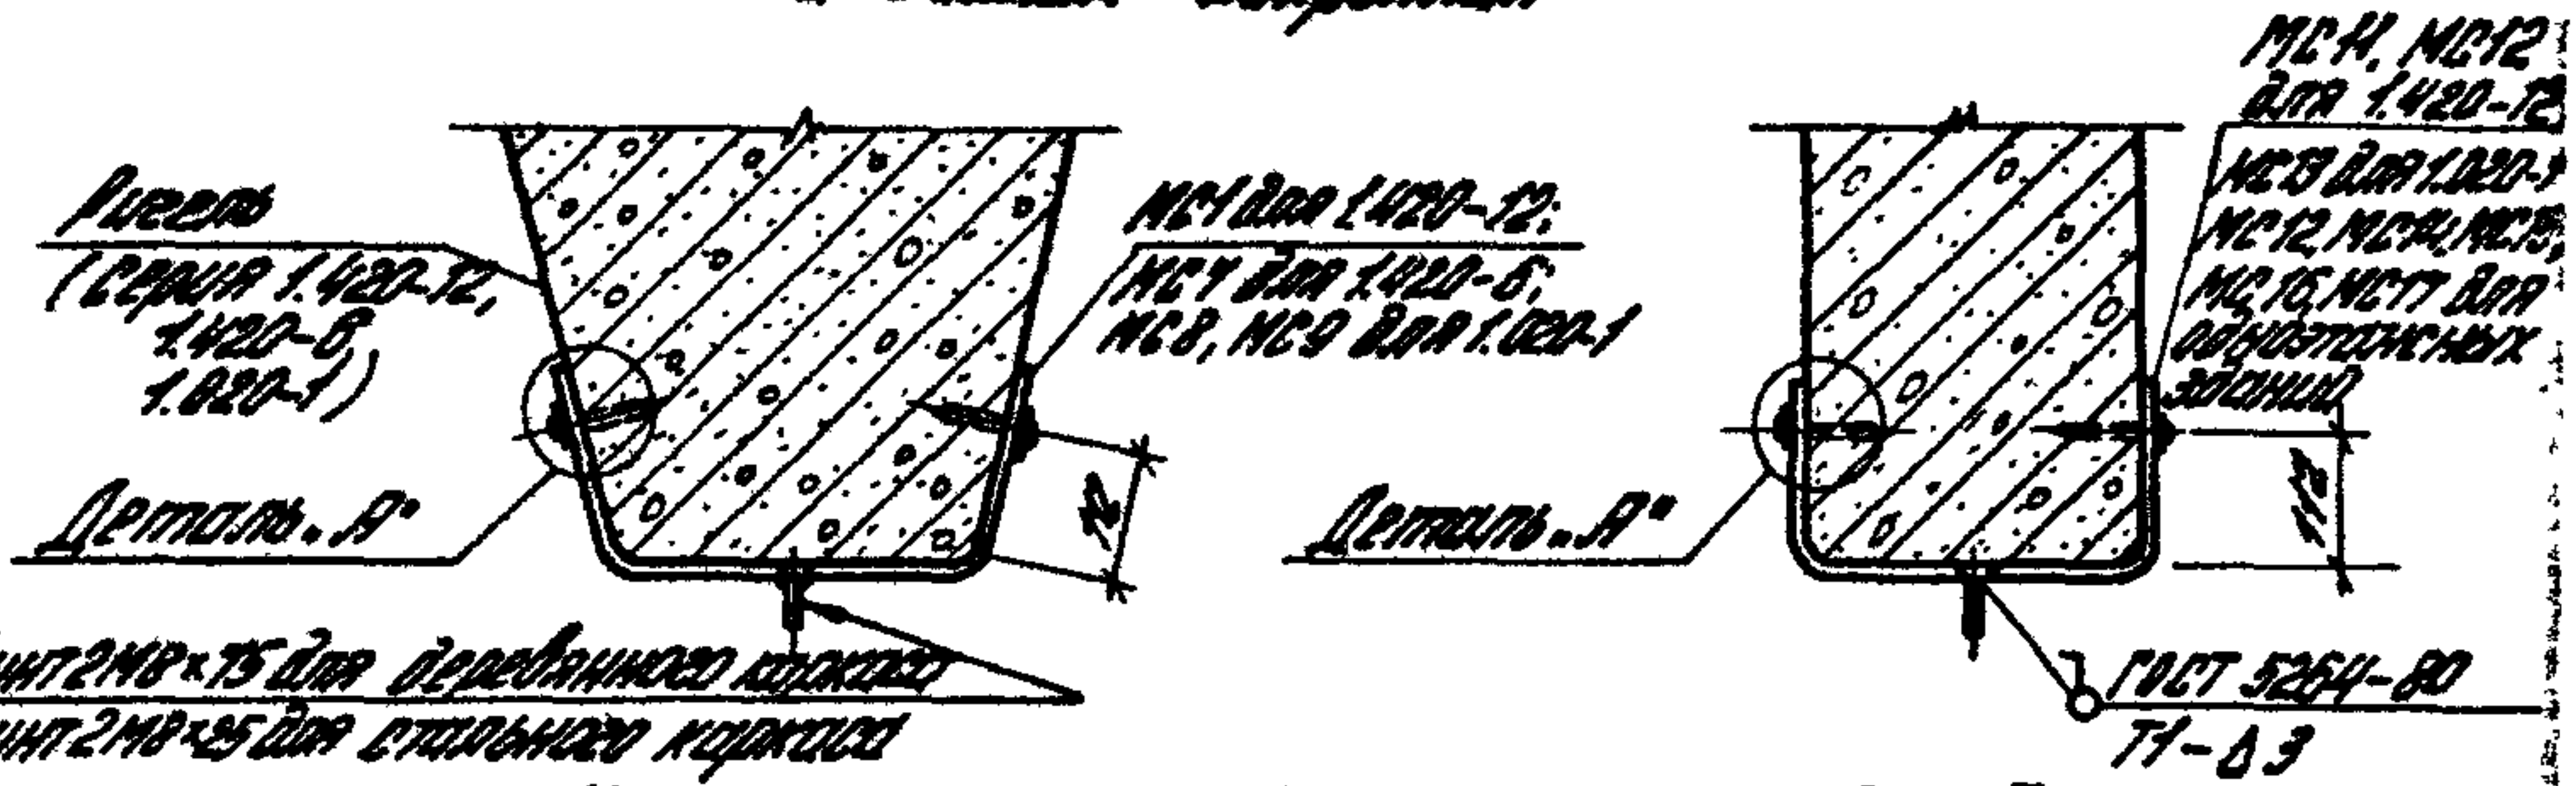 Ригель
(Серия 1.420-12,
1.420-6,
1.020-1)
Деталь „А"
МС1 для 1.420-12;
МС7 для 1.420-6;
МС8, МС9 для 1.020-1
винт 2М8×75 для деревянного каркаса
винт 2М8×25 для стального каркаса
МС11, МС12
для 1.420-12
МС13 для 1.020-1
МС12, МС14, МС15,
МС16, МС17 для
одноэтажных
зданий
Деталь „А"
ГОСТ 5264-80
Т1-Δ3